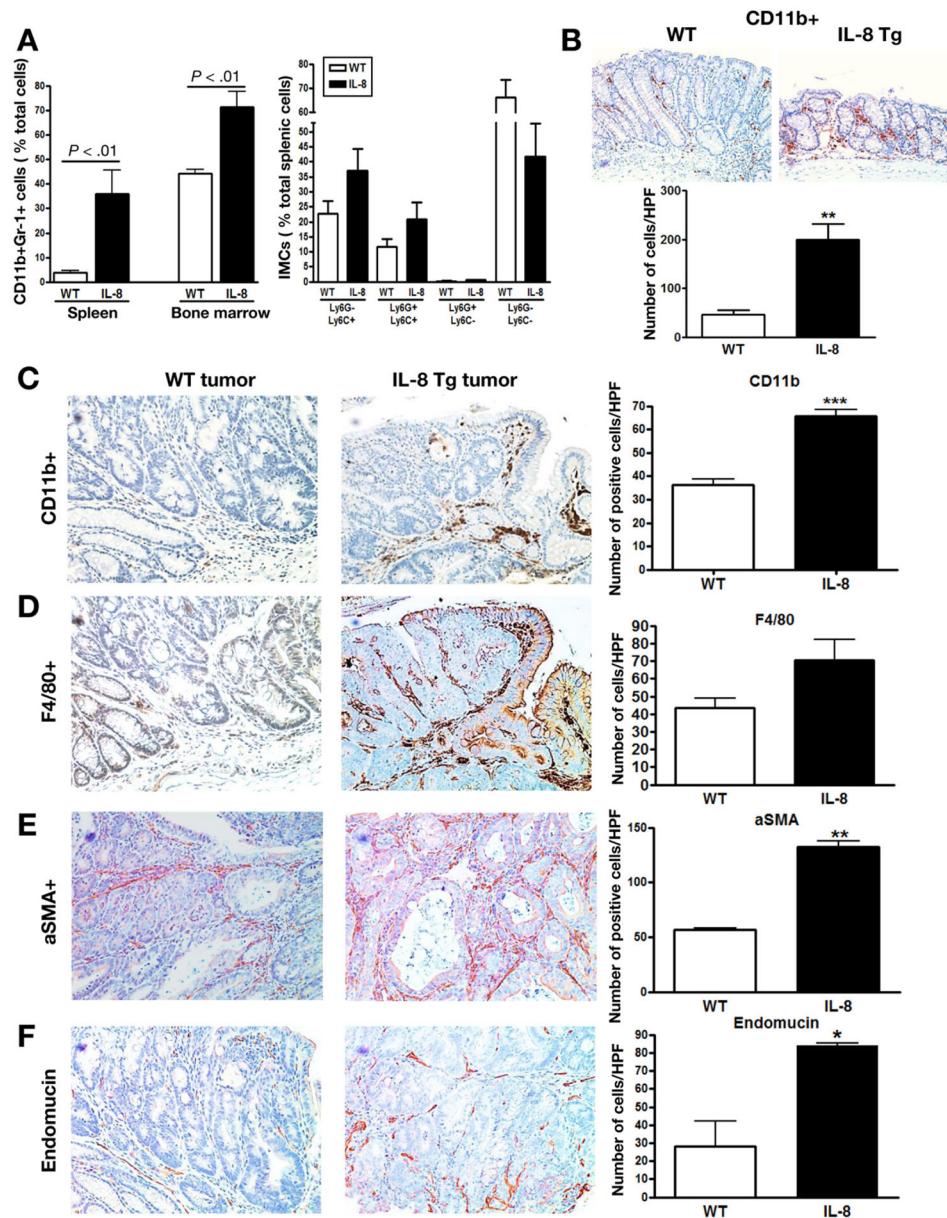 A
CD11b+Gr-1+ cells ( % total cells)
80
70
60
50
40
30
20
10
0
P < .01
P < .01
WT IL-8 WT IL-8
Spleen Bone marrow
IMCs ( % total splenic cells)
80
70
60
50
45
40
35
30
25
20
15
10
5
0
WT
IL-8
WT IL-8 WT IL-8 WT IL-8 WT IL-8
Ly6G- Ly6G+ Ly6G+ Ly6G-
Ly6C+ Ly6C+ Ly6C- Ly6C-
B
CD11b+
WT IL-8 Tg
Number of cells/HPF
300
200
100
0
**
WT IL-8
C
WT tumor IL-8 Tg tumor
CD11b+
CD11b
Number of positive cells/HPF
70
60
50
40
30
20
10
0
***
WT IL-8
D
F4/80+
F4/80
Number of cells/HPF
90
80
70
60
50
40
30
20
10
0
WT IL-8
E
aSMA+
aSMA
Number of positive cells/HPF
150
100
50
0
**
WT IL-8
F
Endomucin
Endomucin
Number of cells/HPF
90
80
70
60
50
40
30
20
10
0
*
WT IL-8